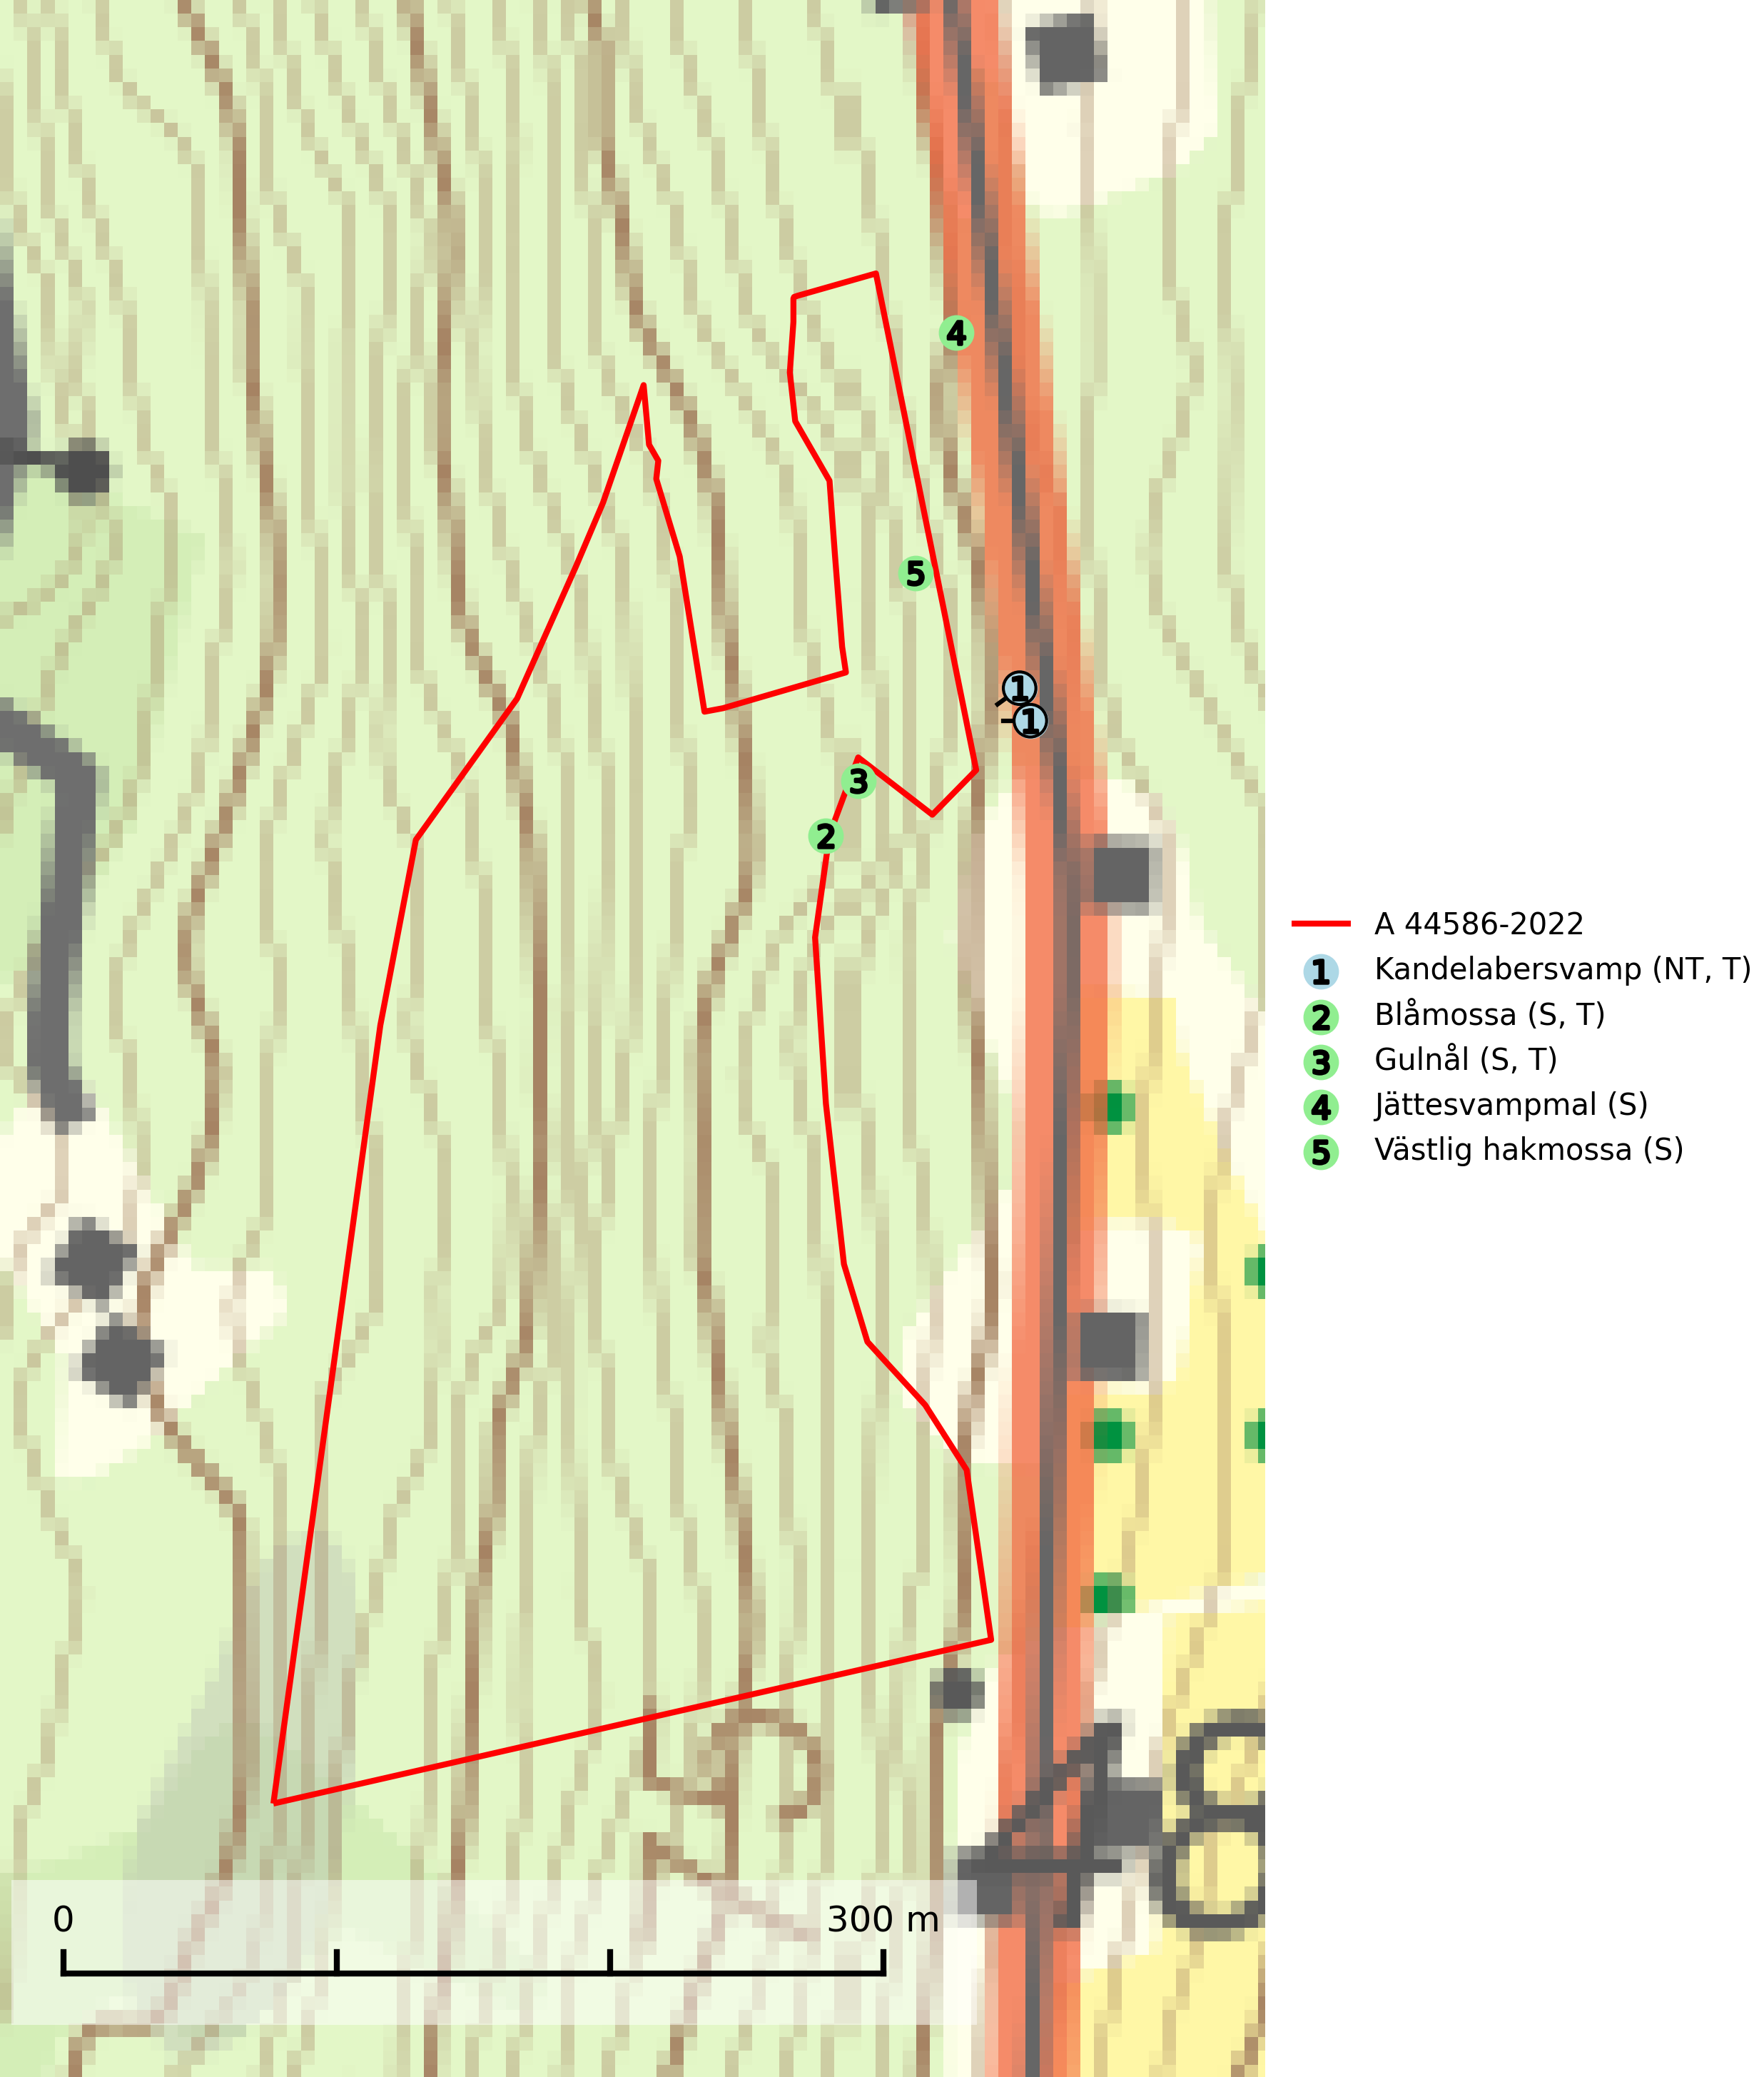 4
5
1
1
3
2
A 44586-2022
1 Kandelabersvamp (NT, T)
2 Blåmossa (S, T)
3 Gulnål (S, T)
4 Jättesvampmal (S)
5 Västlig hakmossa (S)
0 300 m